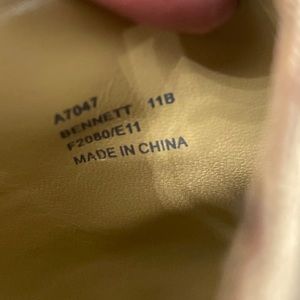 A7047
BENNETT 11B
F2080/E11
MADE IN CHINA